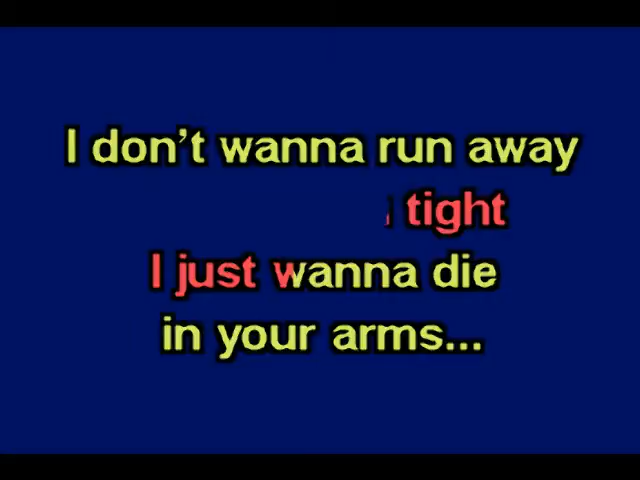 I don't wanna run away
tight
I just wanna die
in your arms...